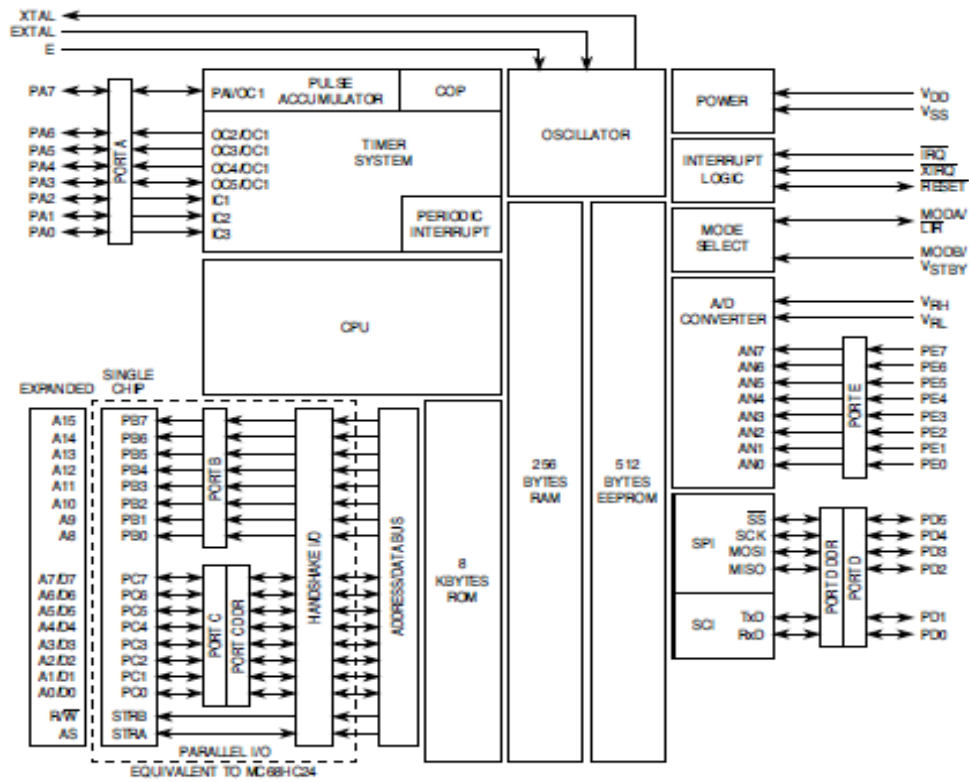 XTAL
EXTAL
E
PA7
PA6
PA5
PA4
PA3
PA2
PA1
PA0
PORT A
PAI/OC1
PULSE
ACCUMULATOR
COP
OC2/OC1
OC3/OC1
OC4/OC1
OC5/OC1
IC1
IC2
IC3
TIMER
SYSTEM
PERIODIC
INTERRUPT
OSCILLATOR
CPU
POWER
VDD
VSS
INTERRUPT
LOGIC
IRQ
XIRQ
RESET
MODE
SELECT
MODA/
LIR
MODB/
VSTBY
A/D
CONVERTER
VRH
VRL
AN7
AN6
AN5
AN4
AN3
AN2
AN1
AN0
PORT E
PE7
PE6
PE5
PE4
PE3
PE2
PE1
PE0
256
BYTES
RAM
512
BYTES
EEPROM
8
KBYTES
ROM
SPI
SS
SCK
MOSI
MISO
SCI
TxD
RxD
PORT D DDR
PORT D
PD5
PD4
PD3
PD2
PD1
PD0
EXPANDED
SINGLE
CHIP
A15
A14
A13
A12
A11
A10
A9
A8
A7/D7
A6/D6
A5/D5
A4/D4
A3/D3
A2/D2
A1/D1
A0/D0
R/W
AS
PB7
PB6
PB5
PB4
PB3
PB2
PB1
PB0
PC7
PC6
PC5
PC4
PC3
PC2
PC1
PC0
STRB
STRA
PORT B
PORT C
PORT C DDR
HANDSHAKE I/O
ADDRESS/DATA BUS
PARALLEL I/O
EQUIVALENT TO MC68HC24